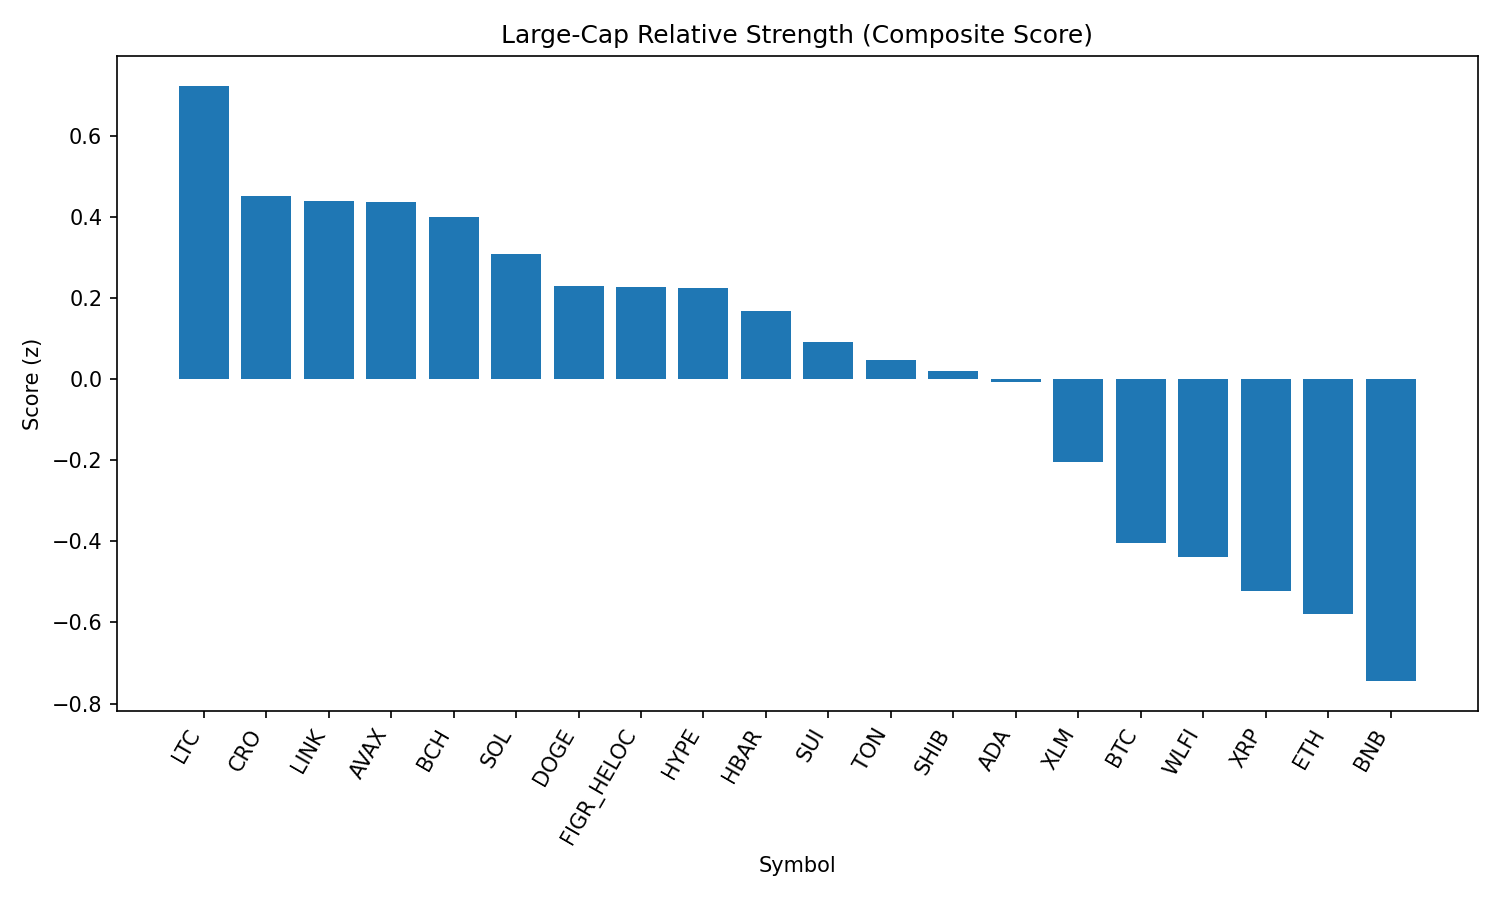 Large-Cap Relative Strength (Composite Score)
Score (z)
0.6
0.4
0.2
0.0
−0.2
−0.4
−0.6
−0.8
LTC
CRO
LINK
AVAX
BCH
SOL
DOGE
FIGR_HELOC
HYPE
HBAR
SUI
TON
SHIB
ADA
XLM
BTC
WLFI
XRP
ETH
BNB
Symbol